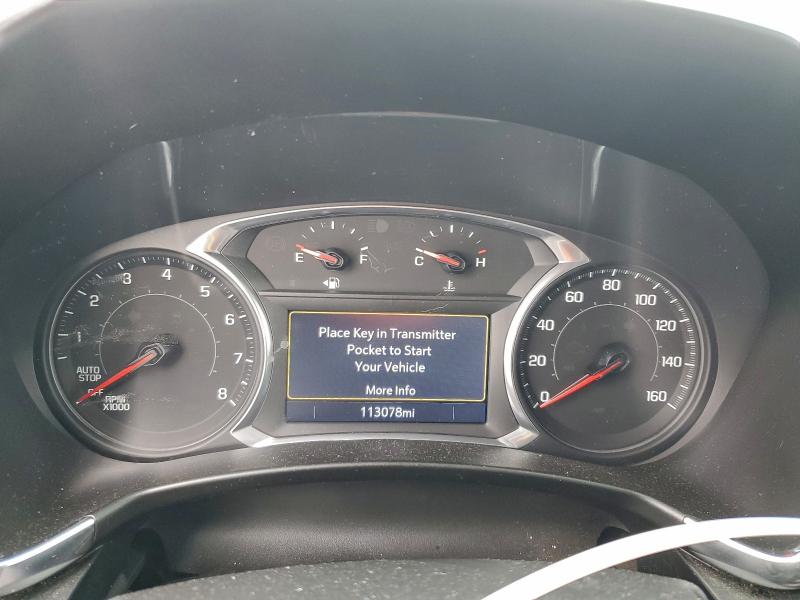 E F
C H
1 2 3 4 5 6 7 8
AUTO
STOP
OFF
RPM
X1000
Place Key in Transmitter
Pocket to Start
Your Vehicle
More Info
113078mi
0 20 40 60 80 100 120 140 160